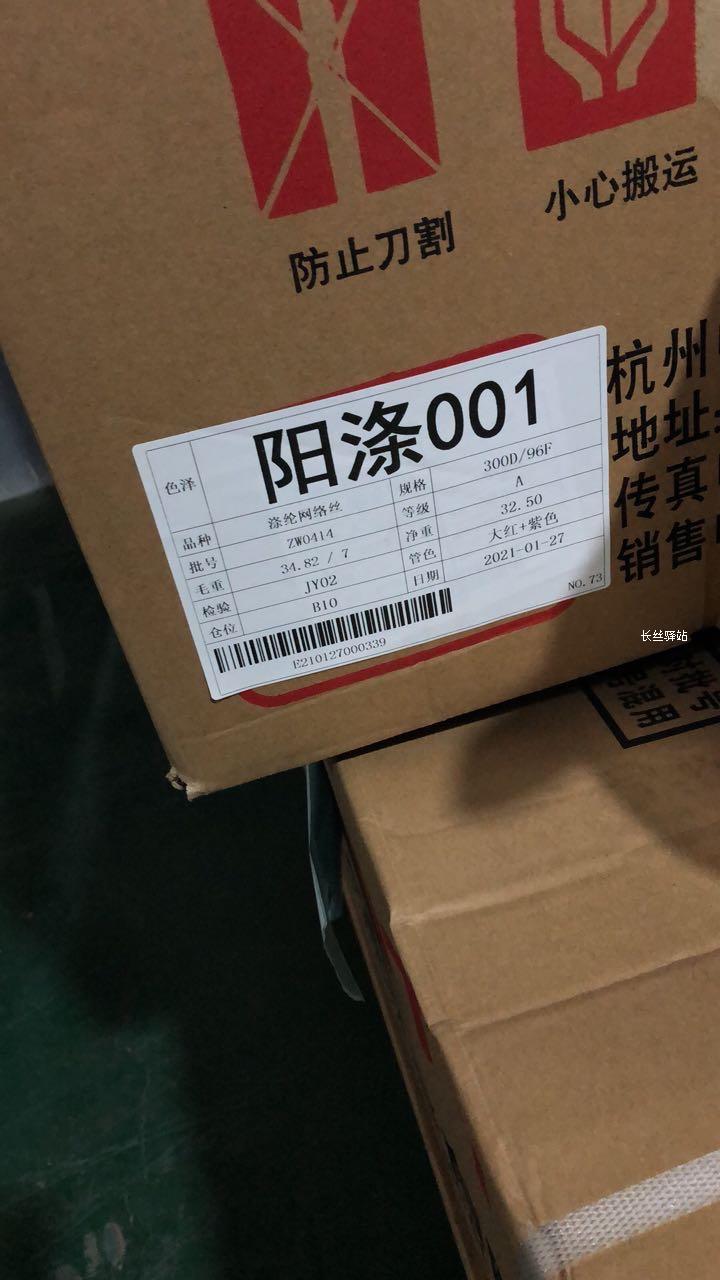 防止刀割
小心搬运
色泽 阳涤001
品种 涤纶网络丝 规格 300D/96F
批号 ZW0414 等级 A
毛重 34.82 / 7 净重 32.50
检验 JY02 管色 大红+紫色
仓位 B10 日期 2021-01-27
E210127000339
NO.73
杭州
地址
传真
销售
长丝驿站